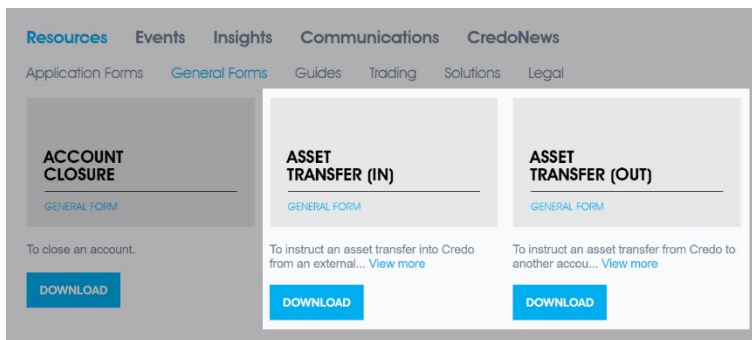 Resources Events Insights Communications CredoNews
Application Forms General Forms Guides Trading Solutions Legal
ACCOUNT
CLOSURE
GENERAL FORM
To close an account.
DOWNLOAD
ASSET
TRANSFER (IN)
GENERAL FORM
To instruct an asset transfer into Credo
from an external... View more
DOWNLOAD
ASSET
TRANSFER (OUT)
GENERAL FORM
To instruct an asset transfer from Credo to
another accou... View more
DOWNLOAD